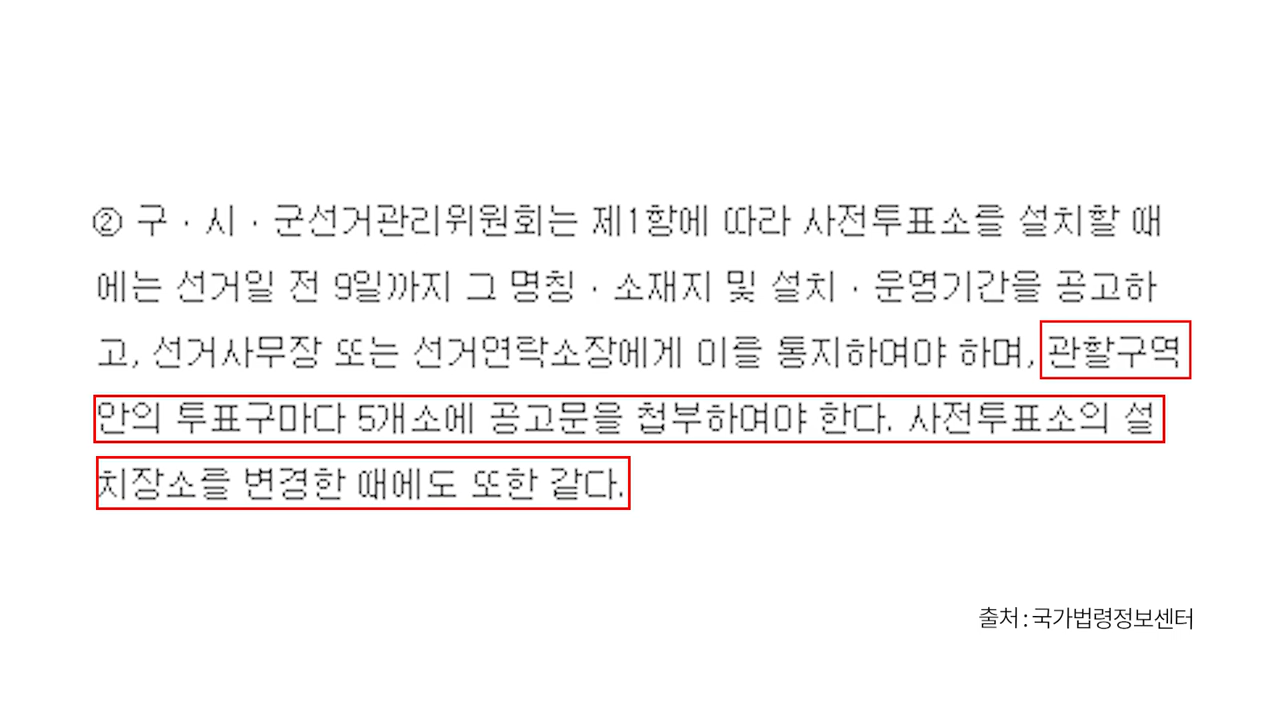 ② 구 · 시 · 군선거관리위원회는 제1항에 따라 사전투표소를 설치할 때
에는 선거일 전 9일까지 그 명칭 · 소재지 및 설치 · 운영기간을 공고하
고, 선거사무장 또는 선거연락소장에게 이를 통지하여야 하며, 관할구역
안의 투표구마다 5개소에 공고문을 첩부하여야 한다. 사전투표소의 설
치장소를 변경한 때에도 또한 같다.
출처 : 국가법령정보센터